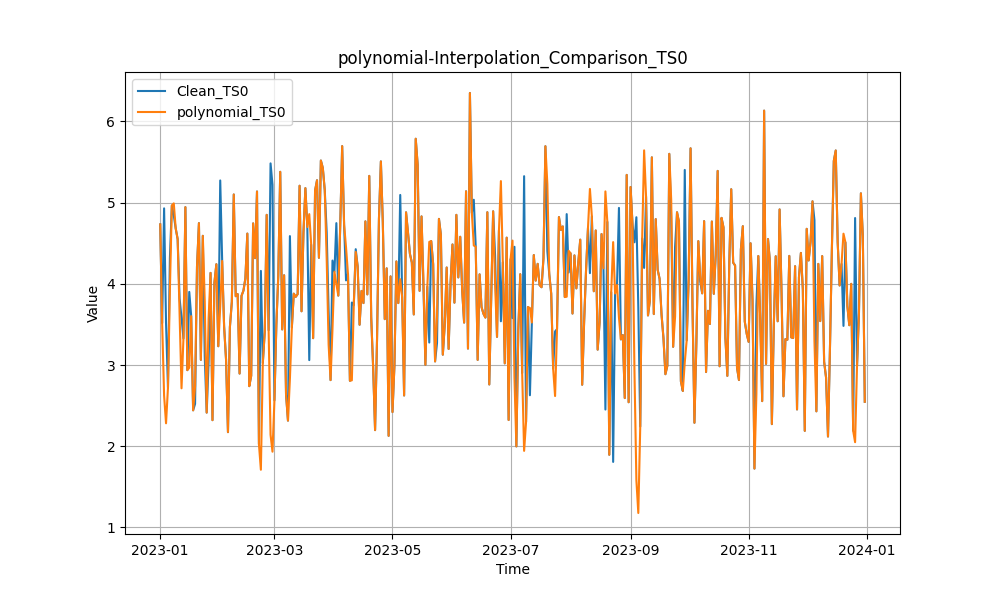 polynomial-Interpolation_Comparison_TS0
Clean_TS0
polynomial_TS0
6
5
4
3
2
1
Value
2023-01
2023-03
2023-05
2023-07
2023-09
2023-11
2024-01
Time